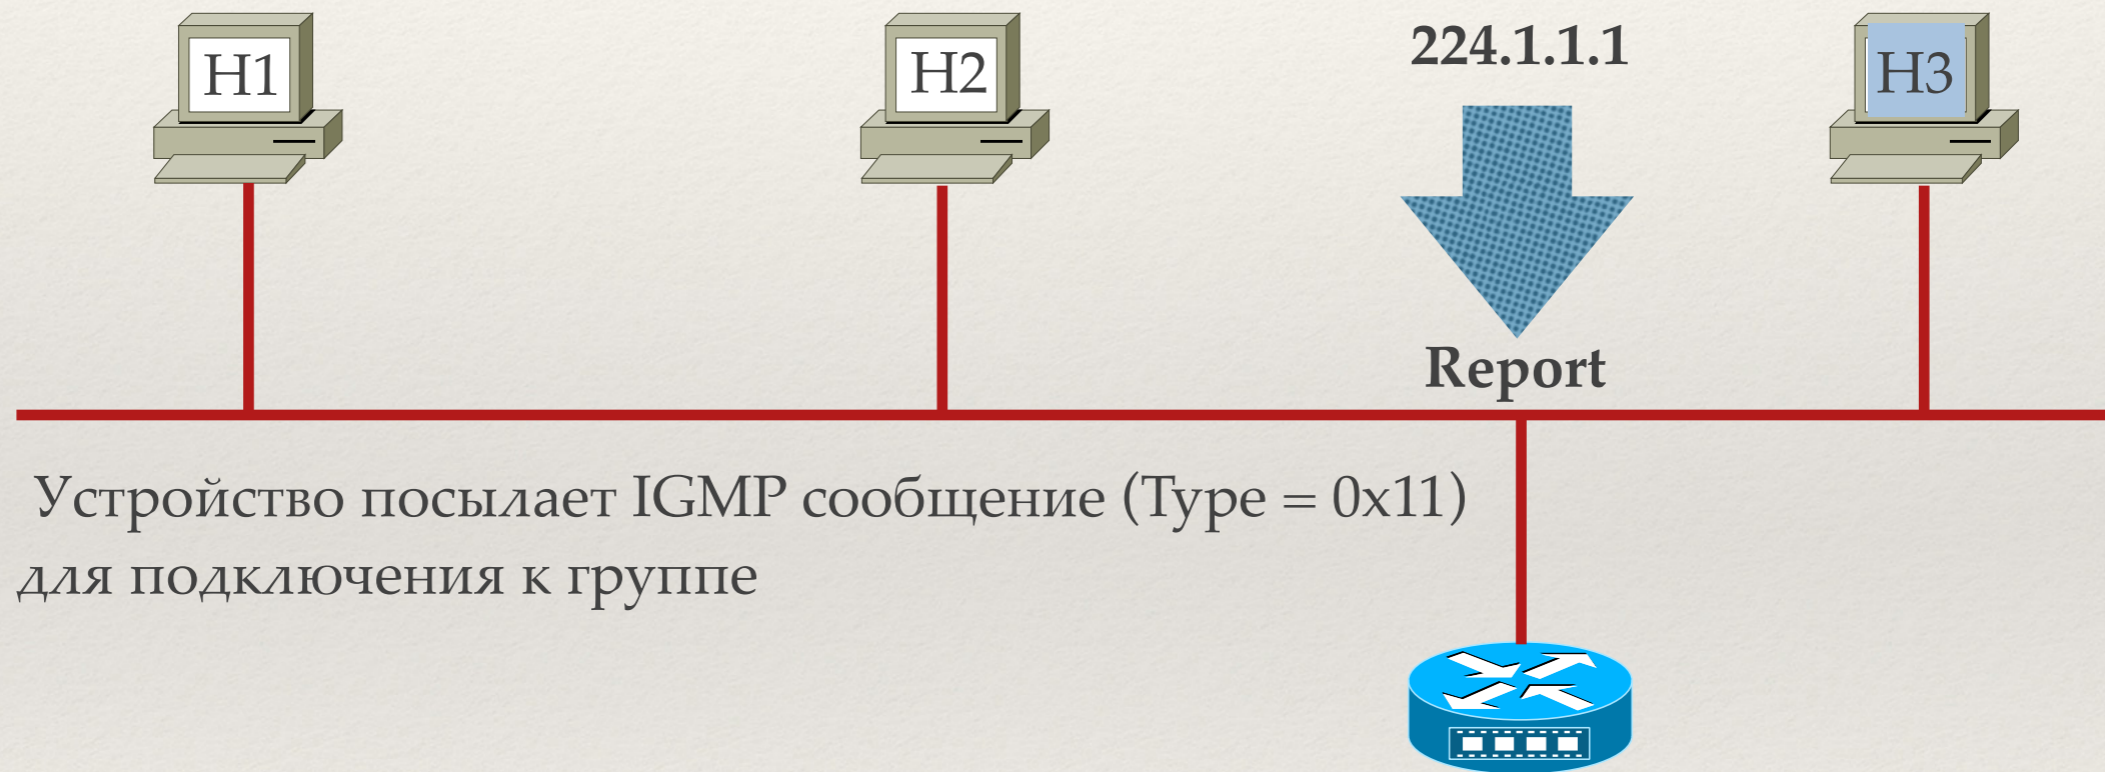 H1
H2
224.1.1.1
H3
Report
Устройство посылает IGMP сообщение (Type = 0x11)
для подключения к группе